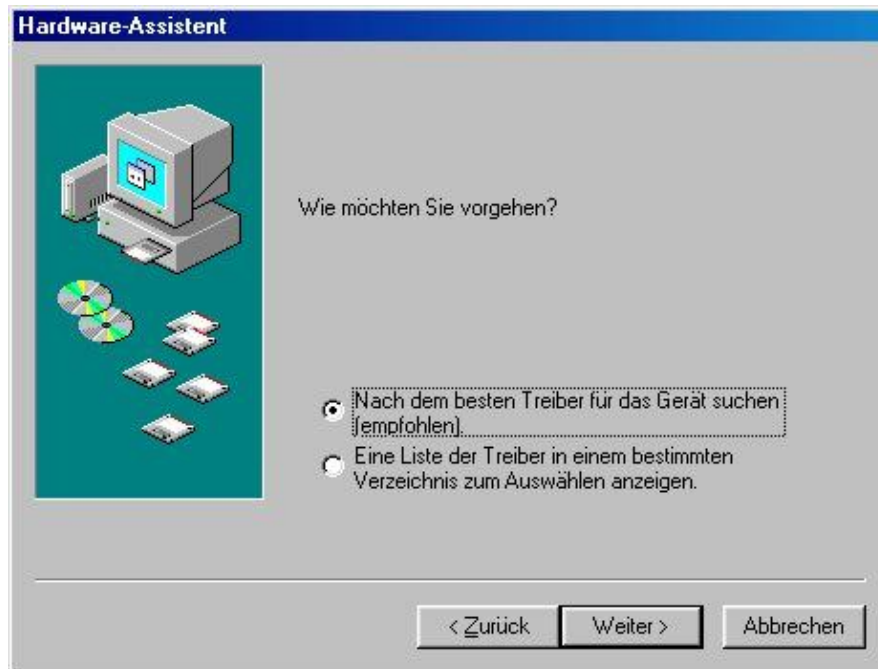 Hardware-Assistent
Wie möchten Sie vorgehen?
Nach dem besten Treiber für das Gerät suchen
(empfohlen).
Eine Liste der Treiber in einem bestimmten
Verzeichnis zum Auswählen anzeigen.
< Zurück
Weiter >
Abbrechen